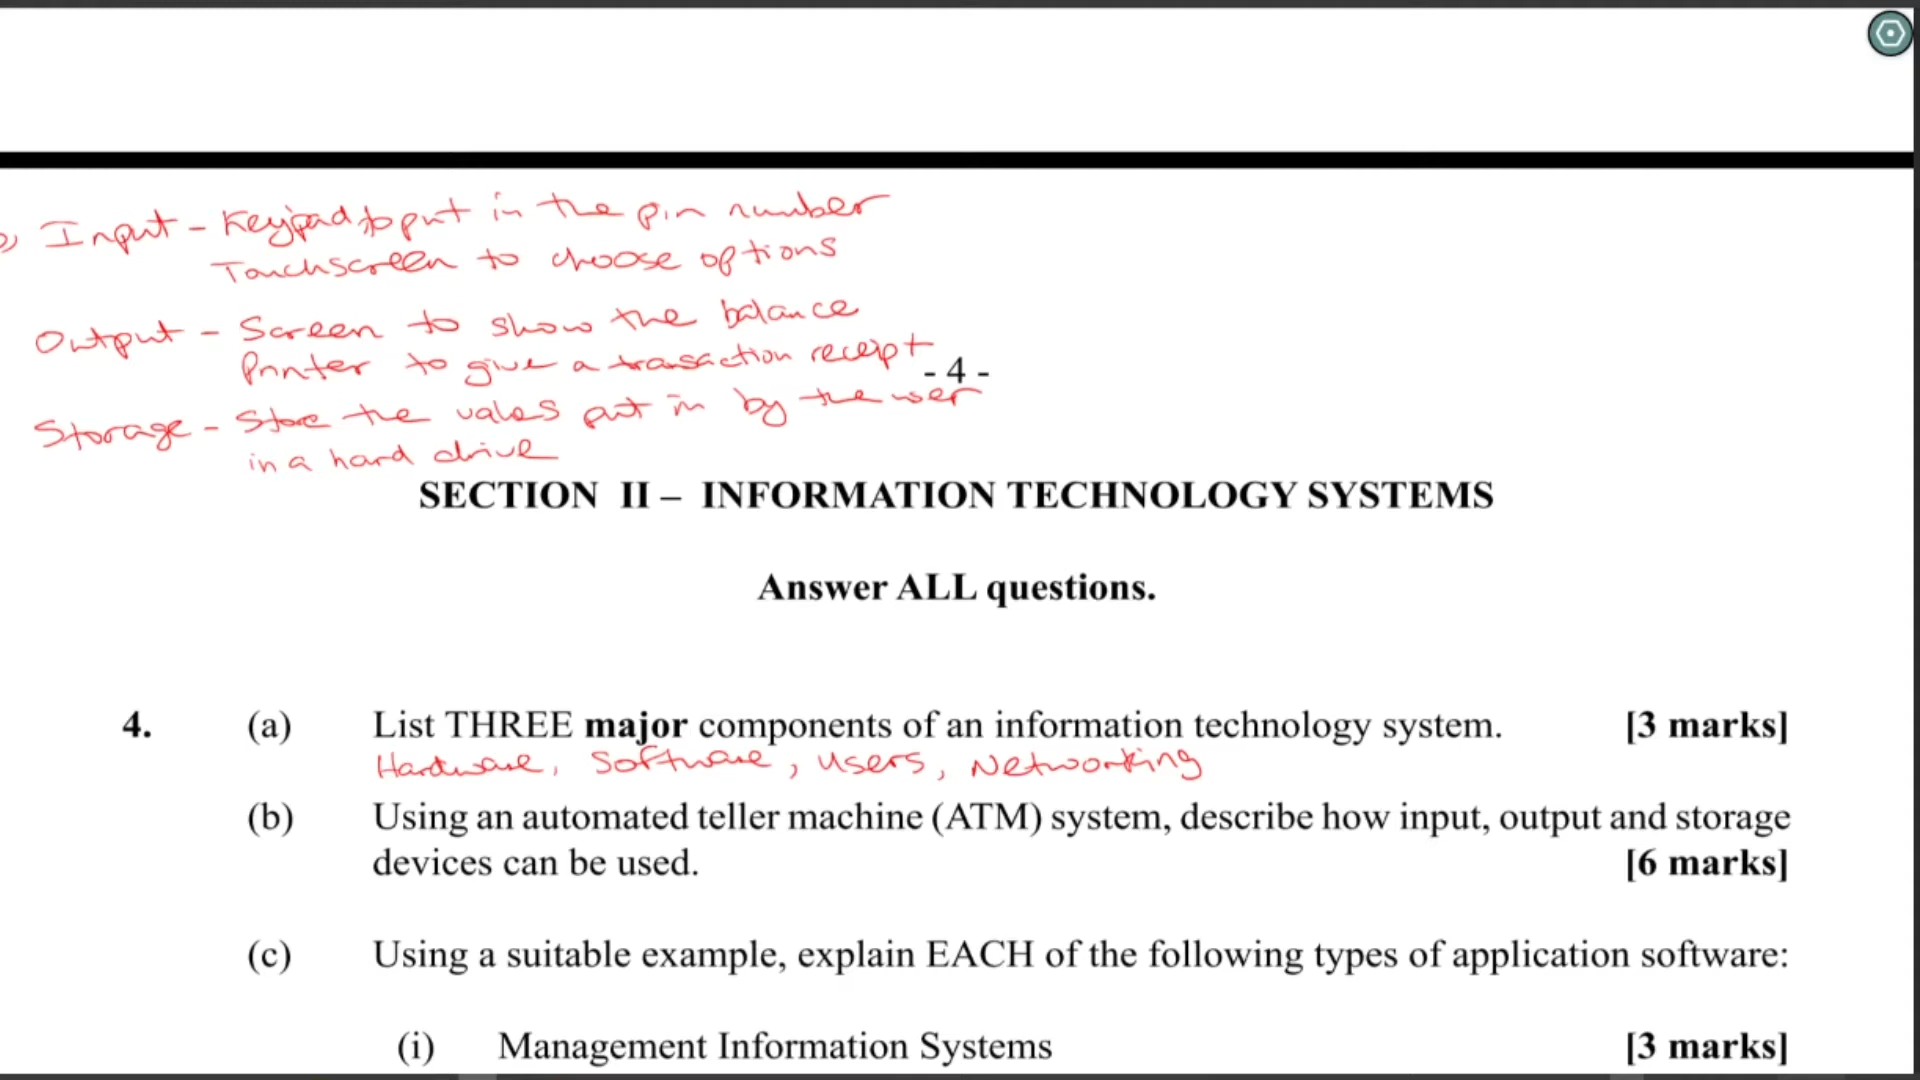 Input - Keypad to put in the pin number
Touchscreen to choose options
Output - Screen to show the balance
Printer to give a transaction receipt
- 4 -
Storage - Store the vales put in by the user
in a hard drive
SECTION II – INFORMATION TECHNOLOGY SYSTEMS
Answer ALL questions.
4. (a) List THREE major components of an information technology system. [3 marks]
Hardware, Software, Users, Networking
(b) Using an automated teller machine (ATM) system, describe how input, output and storage
devices can be used. [6 marks]
(c) Using a suitable example, explain EACH of the following types of application software:
(i) Management Information Systems [3 marks]